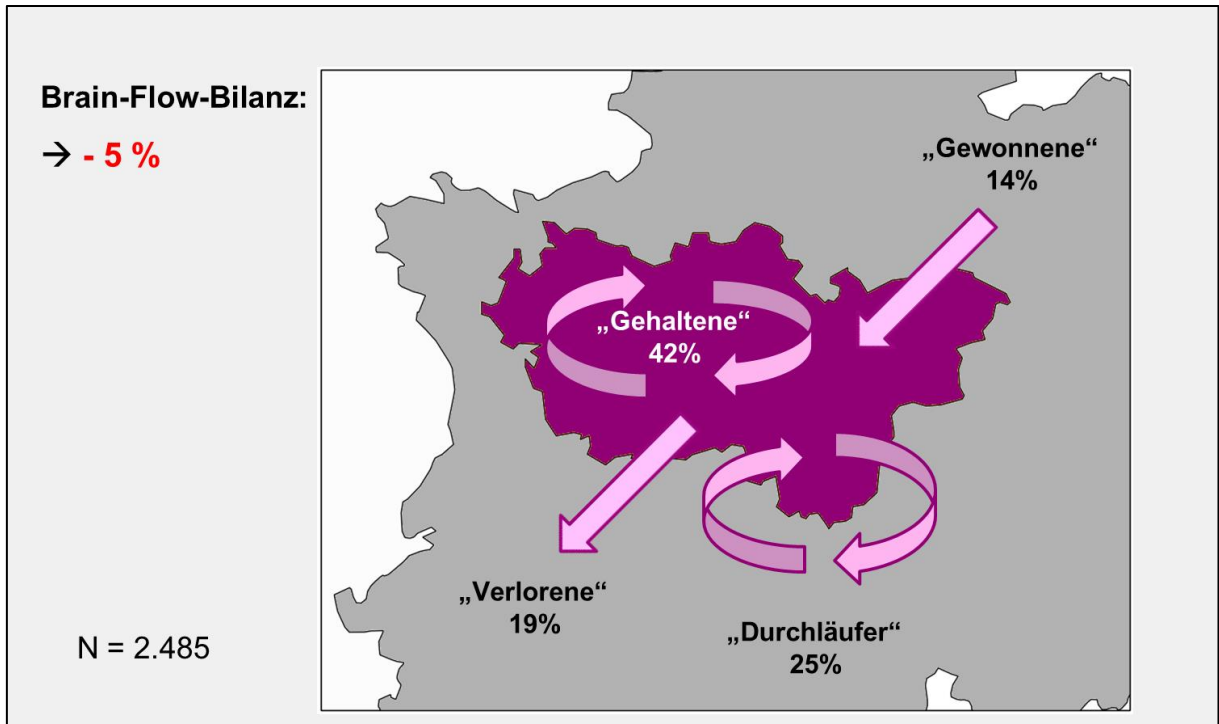 Brain-Flow-Bilanz:
→ - 5 %
„Gewonnene“
14%
„Gehaltene“
42%
„Verlorene“
19%
„Durchläufer“
25%
N = 2.485